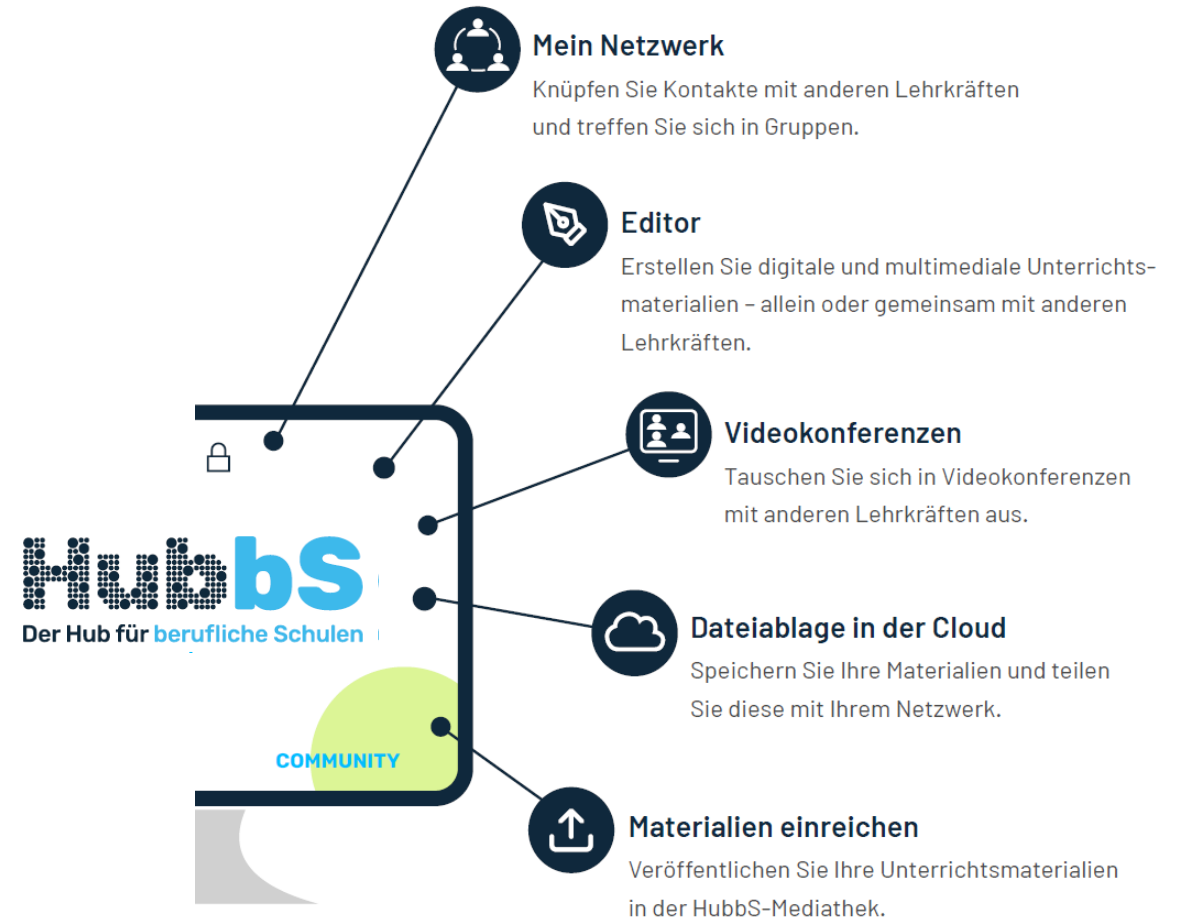 Mein Netzwerk
Knüpfen Sie Kontakte mit anderen Lehrkräften
und treffen Sie sich in Gruppen.
Editor
Erstellen Sie digitale und multimediale Unterrichts-
materialien – allein oder gemeinsam mit anderen
Lehrkräften.
Videokonferenzen
Tauschen Sie sich in Videokonferenzen
mit anderen Lehrkräften aus.
HubbS
Der Hub für berufliche Schulen
Dateiablage in der Cloud
Speichern Sie Ihre Materialien und teilen
Sie diese mit Ihrem Netzwerk.
COMMUNITY
Materialien einreichen
Veröffentlichen Sie Ihre Unterrichtsmaterialien
in der HubbS-Mediathek.